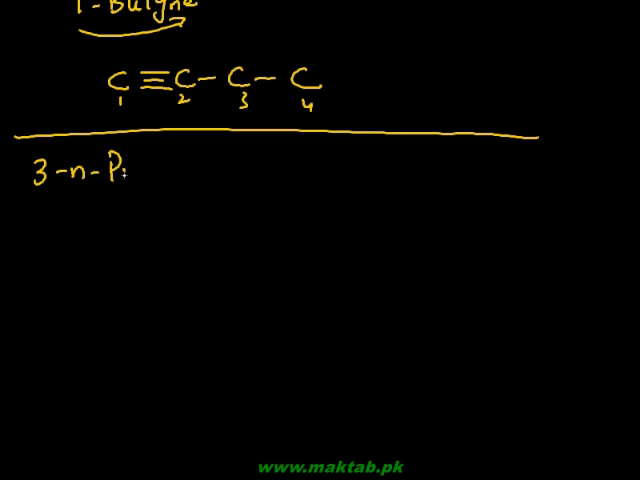 1 - Butyne
C ≡ C - C - C
1 2 3 4
3 - n - P
www.maktab.pk